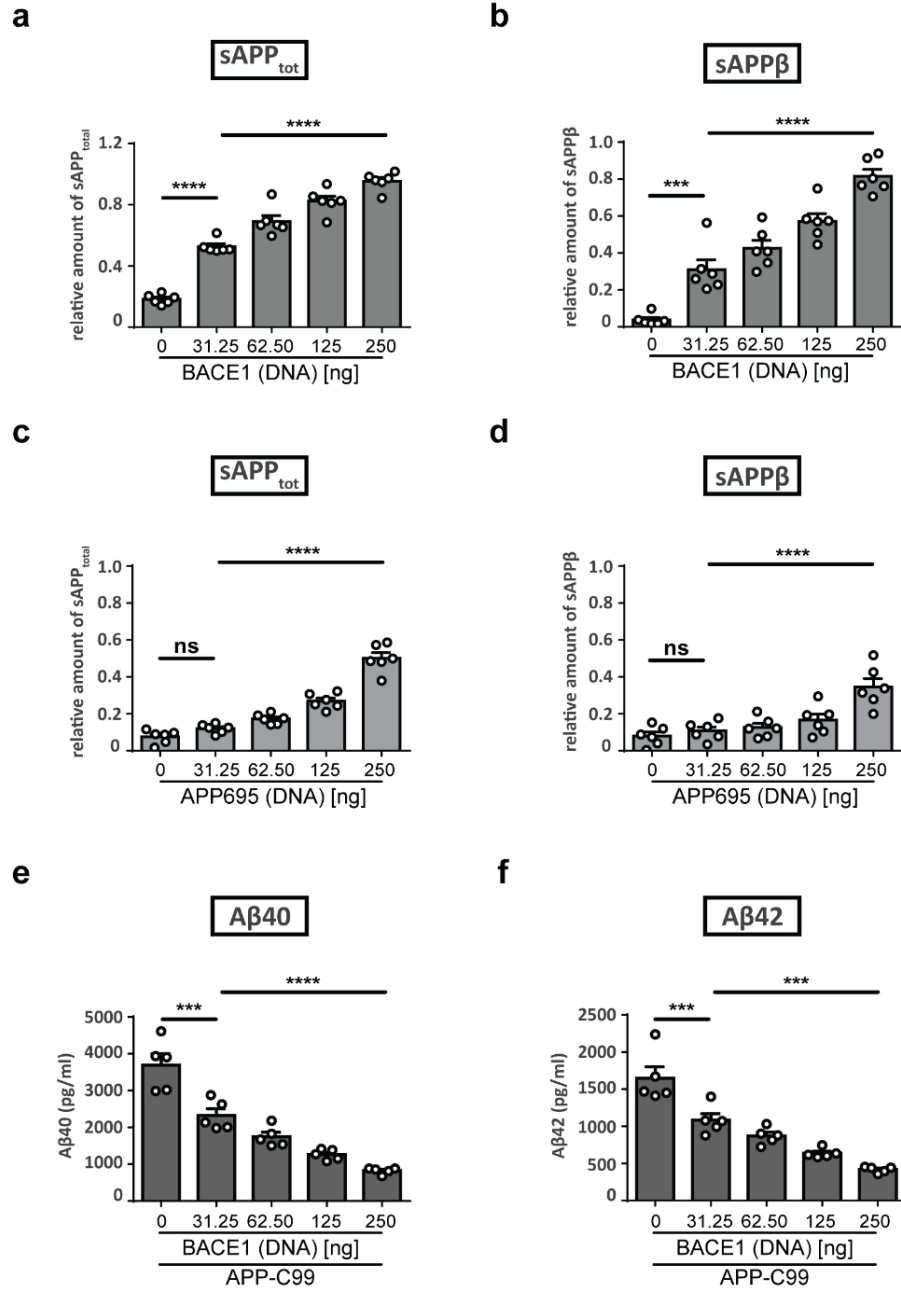 a
sAPPtot
relative amount of sAPPtotal
1.2
0.8
0.4
0
****
****
0 31.25 62.50 125 250
BACE1 (DNA) [ng]
b
sAPPβ
relative amount of sAPPβ
1.0
0.8
0.6
0.4
0.2
0
***
****
0 31.25 62.50 125 250
BACE1 (DNA) [ng]
c
sAPPtot
relative amount of sAPPtotal
1.0
0.8
0.6
0.4
0.2
0
ns
****
0 31.25 62.50 125 250
APP695 (DNA) [ng]
d
sAPPβ
relative amount of sAPPβ
1.0
0.8
0.6
0.4
0.2
0
ns
****
0 31.25 62.50 125 250
APP695 (DNA) [ng]
e
Aβ40
Aβ40 (pg/ml)
5000
4000
3000
2000
1000
0
***
****
0 31.25 62.50 125 250
BACE1 (DNA) [ng]
APP-C99
f
Aβ42
Aβ42 (pg/ml)
2500
2000
1500
1000
500
0
***
***
0 31.25 62.50 125 250
BACE1 (DNA) [ng]
APP-C99